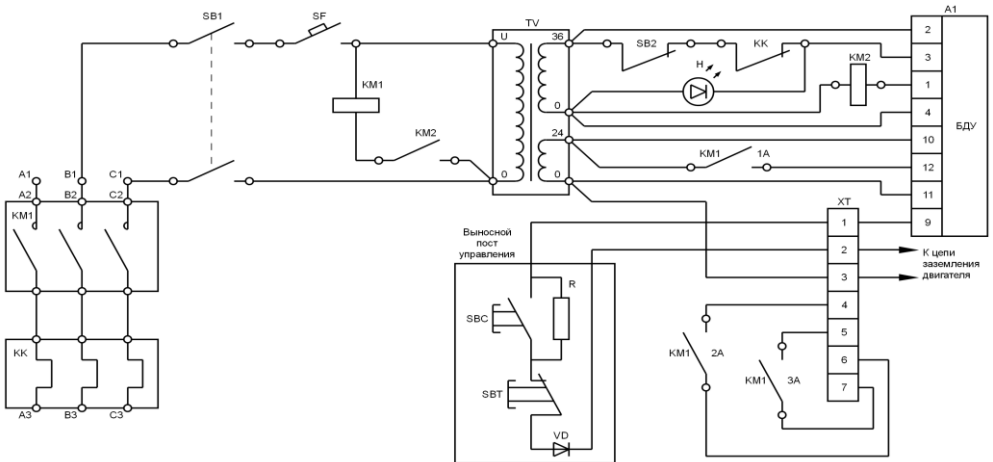 SB1
SF
TV
A1
U
36
SB2
KK
H
KM2
2
3
1
4
10
12
11
9
БДУ
KM1
KM2
0
24
0
0
KM1
1A
A1
B1
C1
A2
B2
C2
KM1
KK
A3
B3
C3
Выносной
пост
управления
XT
1
2
3
4
5
6
7
К цепи
заземления
двигателя
R
SBC
SBT
VD
KM1
2A
KM1
3A